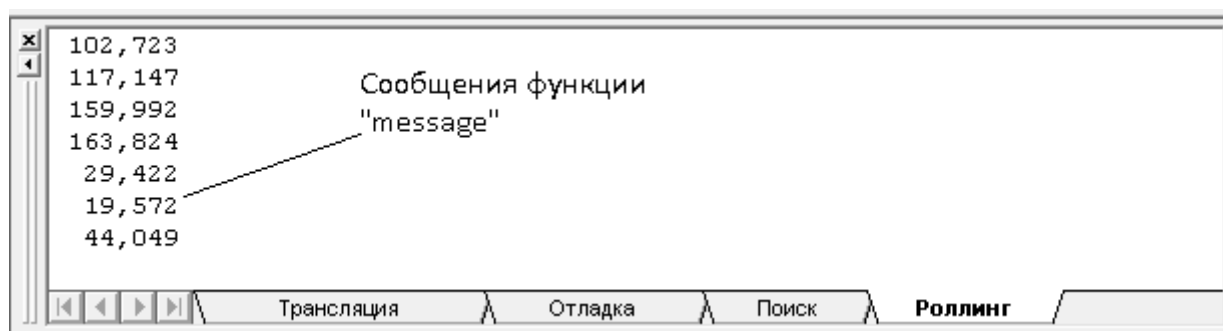 102,723
117,147
159,992
163,824
29,422
19,572
44,049
Сообщения функции
"message"
Трансляция
Отладка
Поиск
Роллинг